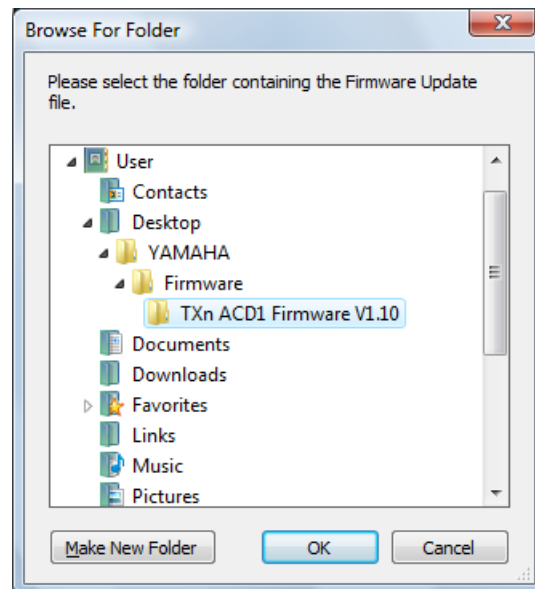 Browse For Folder
Please select the folder containing the Firmware Update
file.
User
Contacts
Desktop
YAMAHA
Firmware
TXn ACD1 Firmware V1.10
Documents
Downloads
Favorites
Links
Music
Pictures
Make New Folder OK Cancel